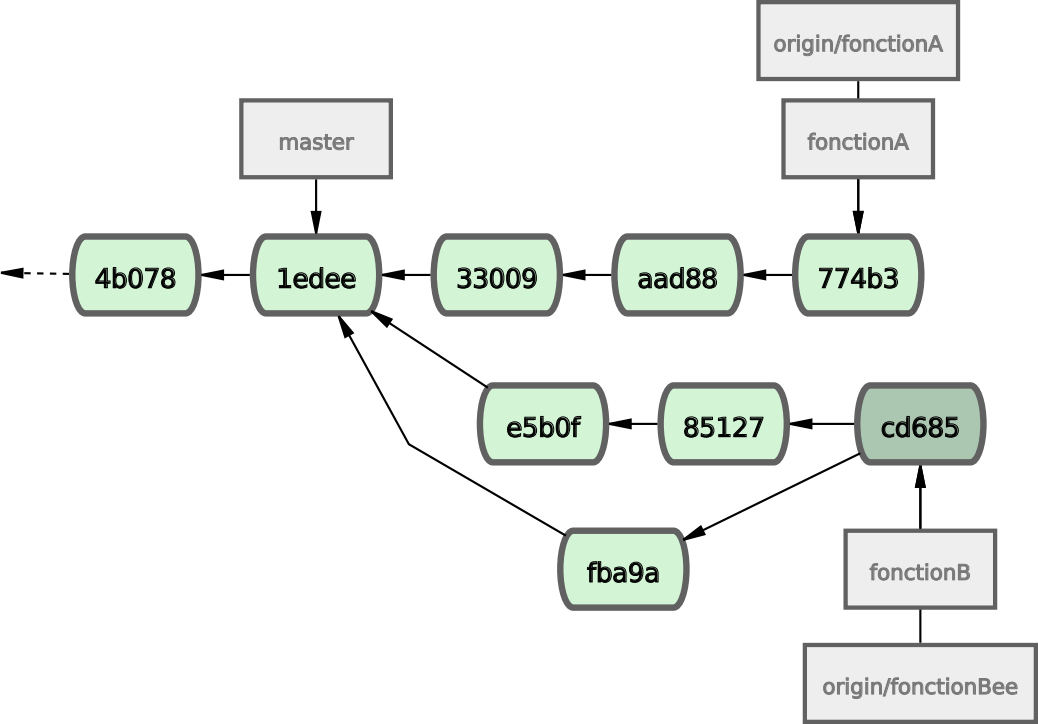 origin/fonctionA
master
fonctionA
4b078
1edee
33009
aad88
774b3
e5b0f
85127
cd685
fba9a
fonctionB
origin/fonctionBee